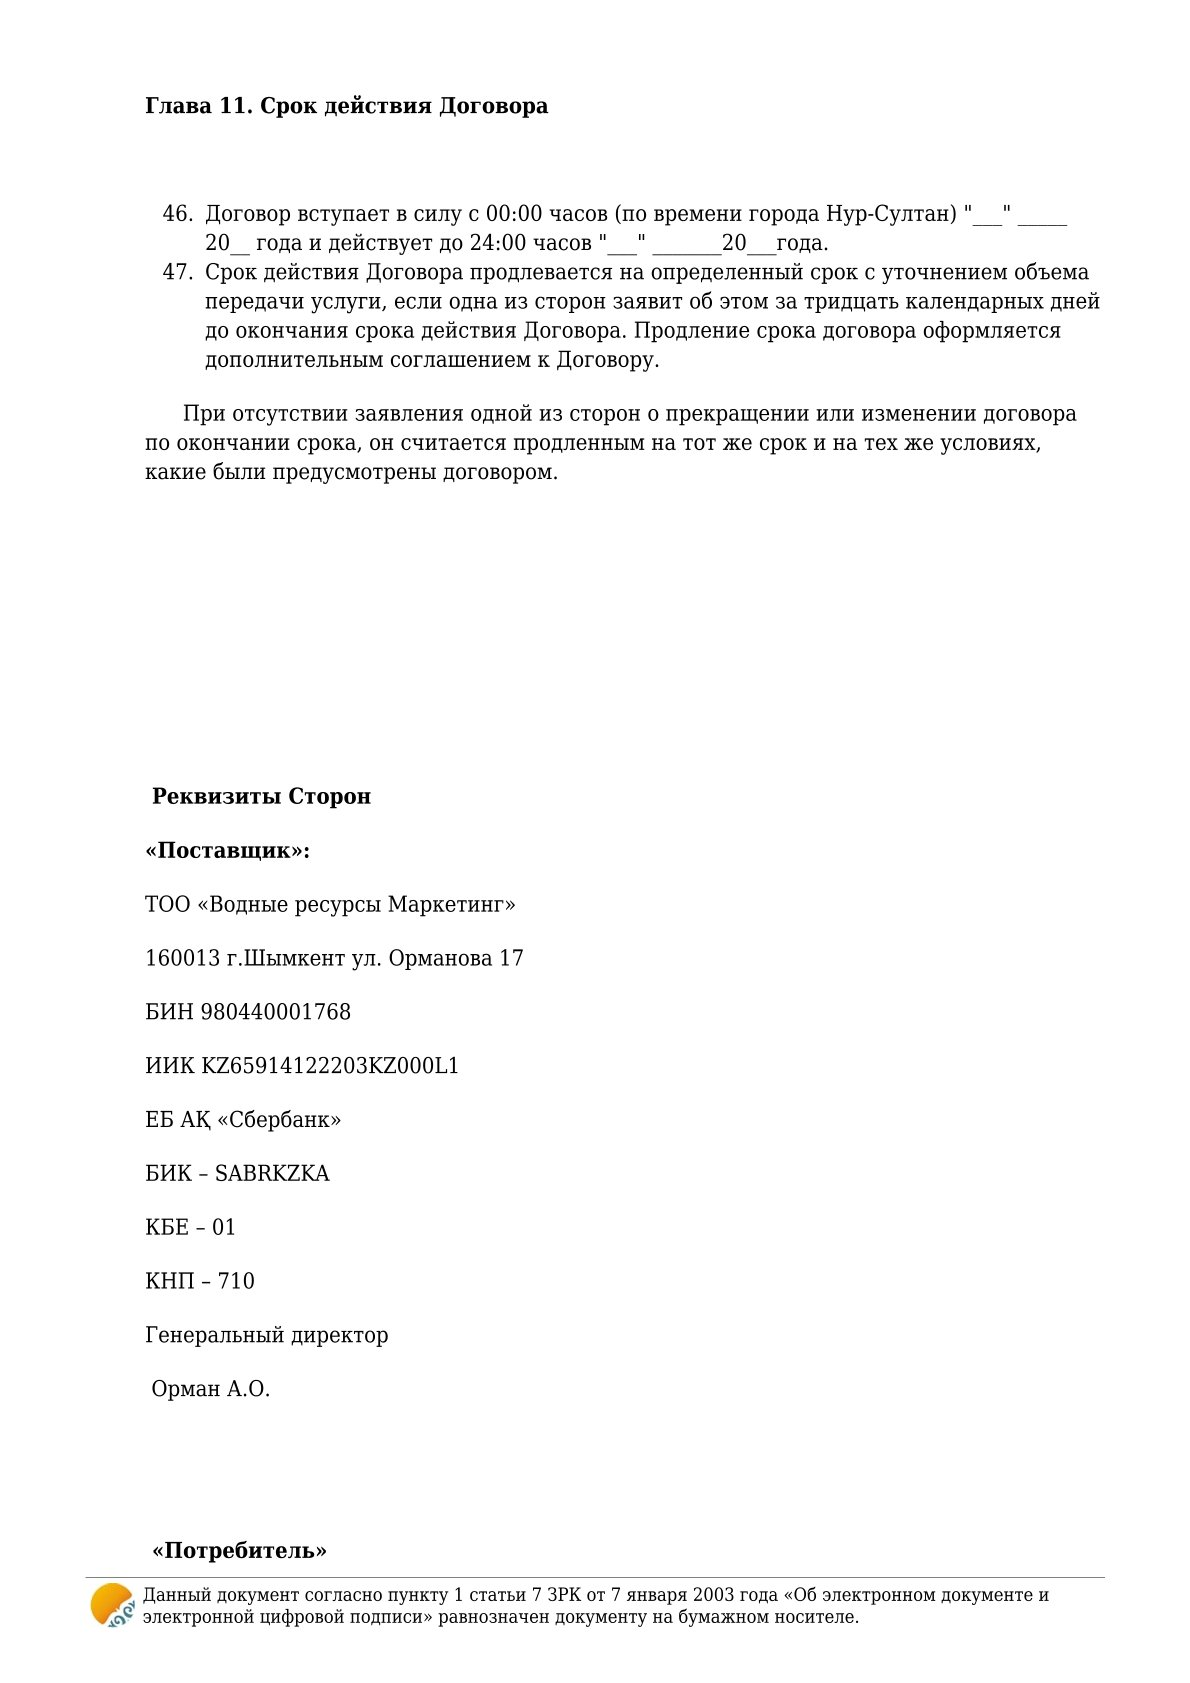 Глава 11. Срок действия Договора
46. Договор вступает в силу с 00:00 часов (по времени города Нур-Султан) "___" _____
20__ года и действует до 24:00 часов "___" _______20___года.
47. Срок действия Договора продлевается на определенный срок с уточнением объема
передачи услуги, если одна из сторон заявит об этом за тридцать календарных дней
до окончания срока действия Договора. Продление срока договора оформляется
дополнительным соглашением к Договору.
При отсутствии заявления одной из сторон о прекращении или изменении договора
по окончании срока, он считается продленным на тот же срок и на тех же условиях,
какие были предусмотрены договором.
Реквизиты Сторон
«Поставщик»:
ТОО «Водные ресурсы Маркетинг»
160013 г.Шымкент ул. Орманова 17
БИН 980440001768
ИИК KZ65914122203KZ000L1
ЕБ АҚ «Сбербанк»
БИК – SABRKZKA
КБЕ – 01
КНП – 710
Генеральный директор
Орман А.О.
«Потребитель»
Данный документ согласно пункту 1 статьи 7 ЗРК от 7 января 2003 года «Об электронном документе и
электронной цифровой подписи» равнозначен документу на бумажном носителе.